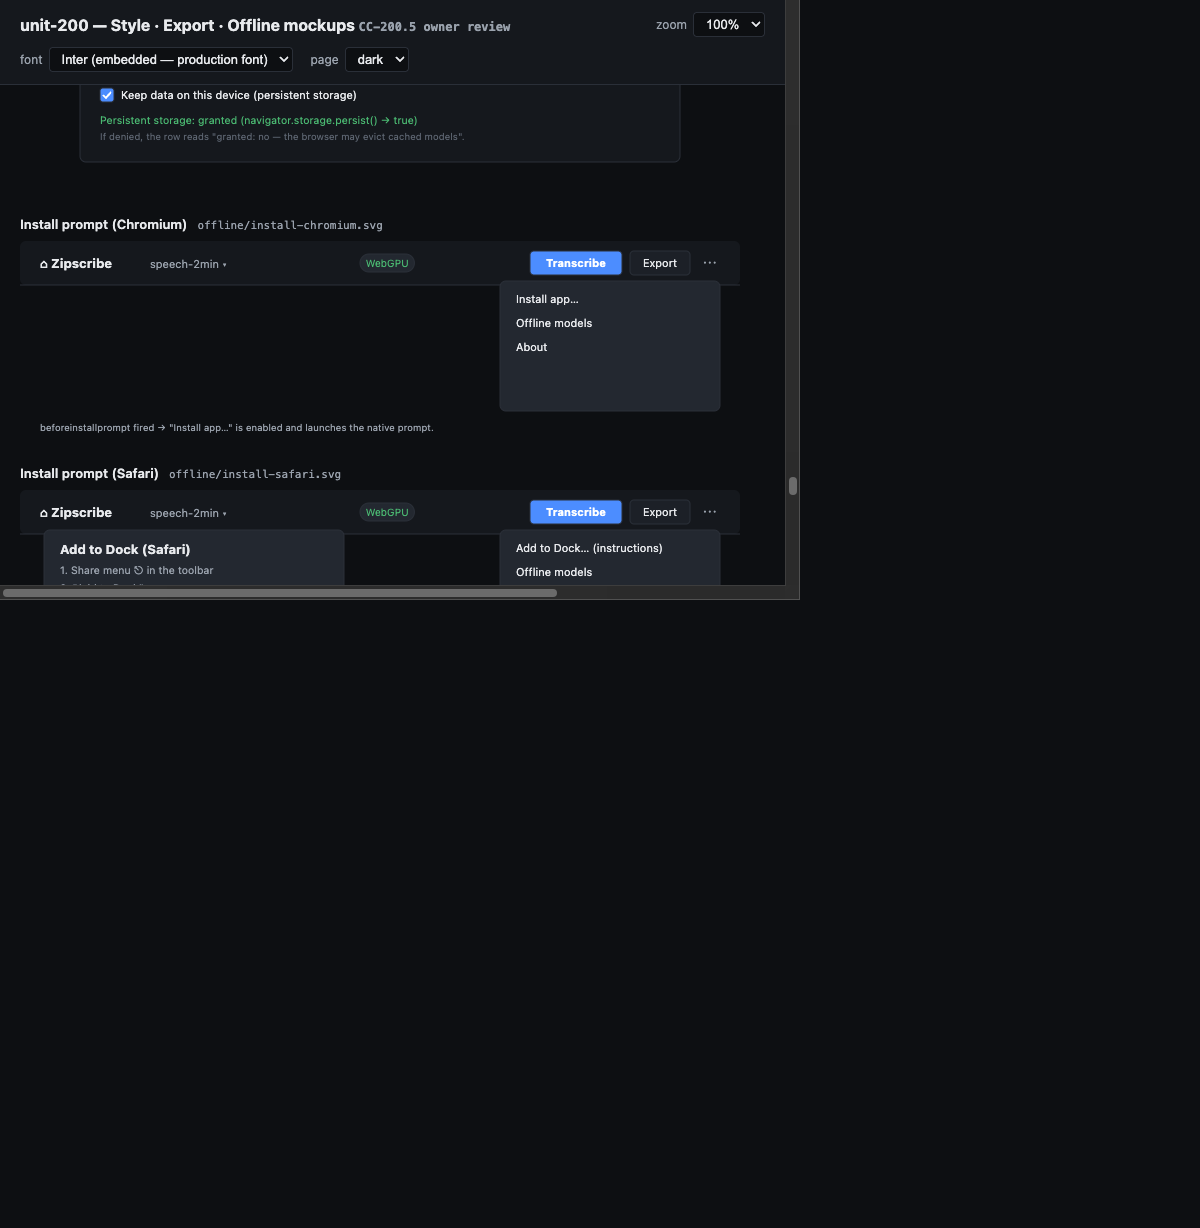 unit-200 — Style · Export · Offline mockups CC-200.5 owner review
zoom 100%
font Inter (embedded — production font) page dark
Keep data on this device (persistent storage)
Persistent storage: granted (navigator.storage.persist() → true)
If denied, the row reads "granted: no — the browser may evict cached models".
Install prompt (Chromium) offline/install-chromium.svg
⌂ Zipscribe speech-2min ▾ WebGPU Transcribe Export ···
Install app…
Offline models
About
beforeinstallprompt fired → "Install app…" is enabled and launches the native prompt.
Install prompt (Safari) offline/install-safari.svg
⌂ Zipscribe speech-2min ▾ WebGPU Transcribe Export ···
Add to Dock (Safari)
1. Share menu ⎋ in the toolbar
Add to Dock… (instructions)
Offline models